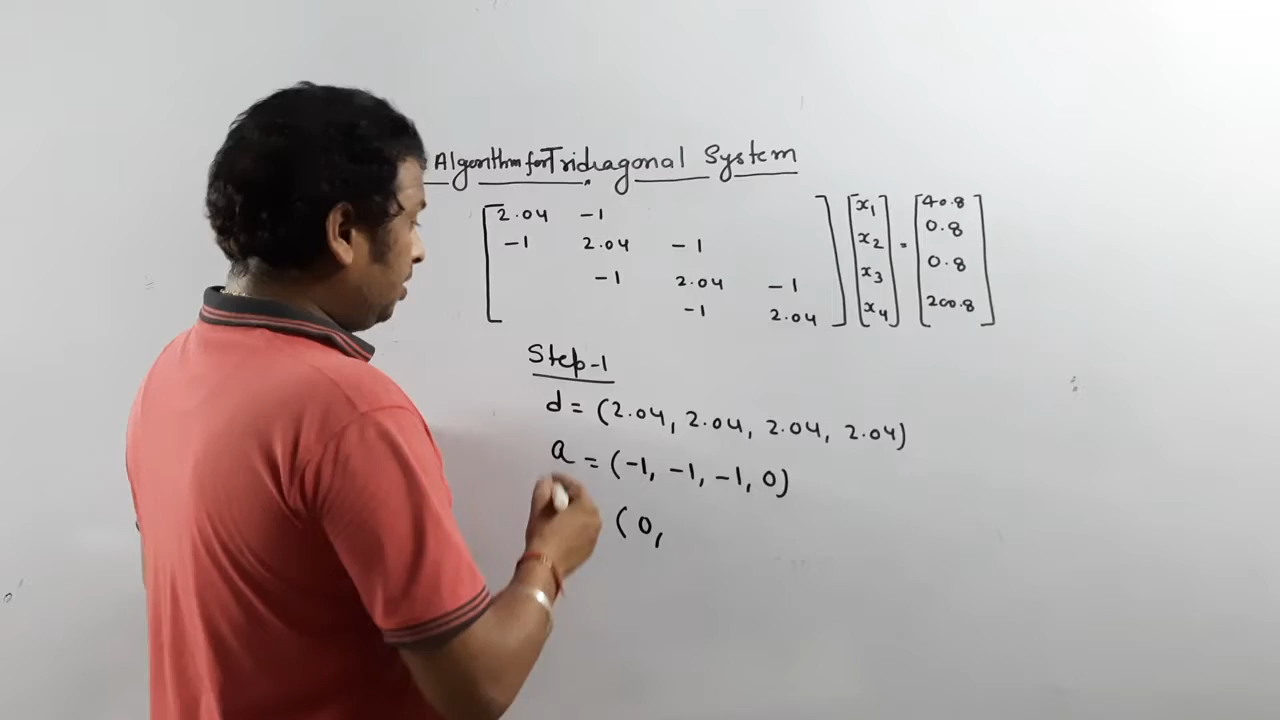 Algorithm for Tridiagonal System
2.04 -1
-1 2.04 -1
-1 2.04 -1
-1 2.04
x1
x2
x3
x4
=
40.8
0.8
0.8
200.8
Step-1
d = (2.04, 2.04, 2.04, 2.04)
a = (-1, -1, -1, 0)
(0,